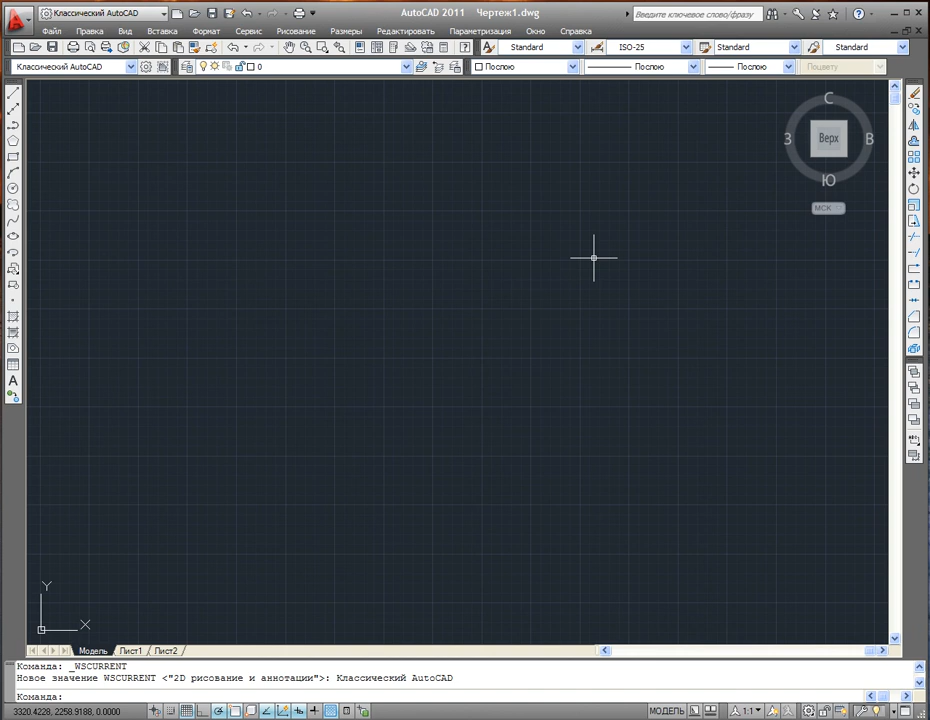 Классический AutoCAD
AutoCAD 2011 Чертеж1.dwg
Введите ключевое слово/фразу
Файл Правка Вид Вставка Формат Сервис Рисование Размеры Редактировать Параметризация Окно Справка
Standard ISO-25 Standard Standard
Классический AutoCAD 0 Послою Послою Послою Поцвету
С
З Верх В
Ю
МСК
Y
X
Модель Лист1 Лист2
Команда: _WSCURRENT
Новое значение WSCURRENT <"2D рисование и аннотации">: Классический AutoCAD
Команда:
3320.4228, 2258.9188, 0.0000 МОДЕЛЬ 1:1